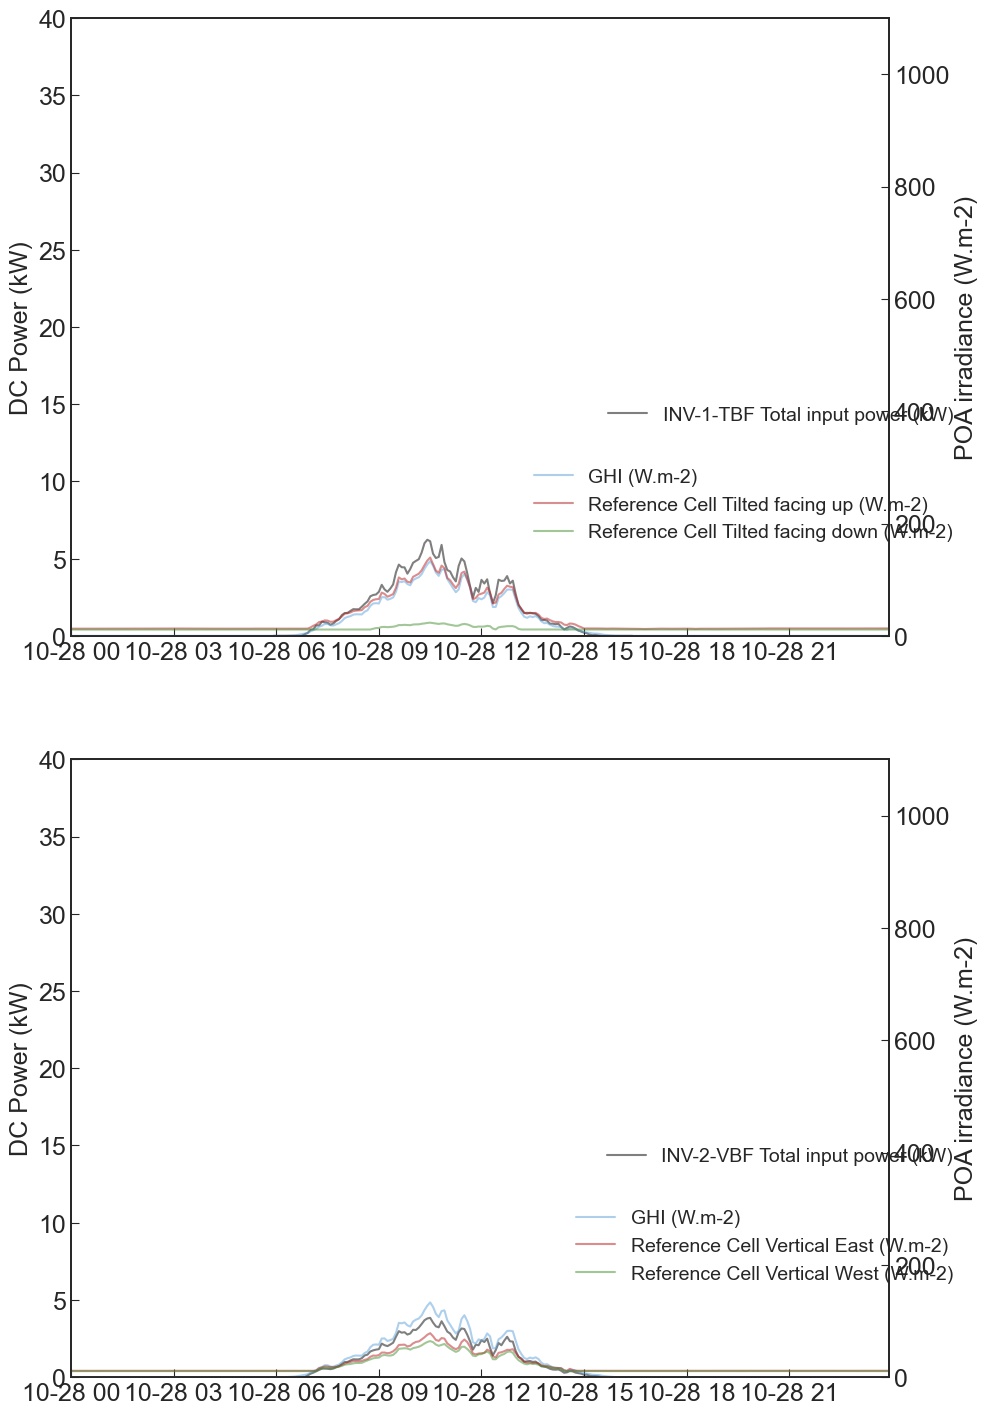 40
35
30
25
20
15
10
5
0
DC Power (kW)
1000
800
600
400
200
0
POA irradiance (W.m-2)
INV-1-TBF Total input power (kW)
GHI (W.m-2)
Reference Cell Tilted facing up (W.m-2)
Reference Cell Tilted facing down (W.m-2)
10-28 00 10-28 03 10-28 06 10-28 09 10-28 12 10-28 15 10-28 18 10-28 21
40
35
30
25
20
15
10
5
0
DC Power (kW)
1000
800
600
400
200
0
POA irradiance (W.m-2)
INV-2-VBF Total input power (kW)
GHI (W.m-2)
Reference Cell Vertical East (W.m-2)
Reference Cell Vertical West (W.m-2)
10-28 00 10-28 03 10-28 06 10-28 09 10-28 12 10-28 15 10-28 18 10-28 21